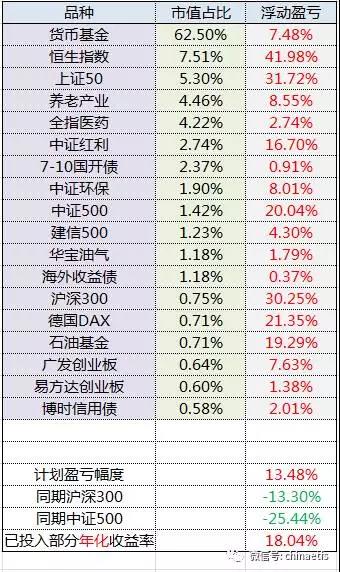 品种 市值占比 浮动盈亏
货币基金 62.50% 7.48%
恒生指数 7.51% 41.98%
上证50 5.30% 31.72%
养老产业 4.46% 8.55%
全指医药 4.22% 2.74%
中证红利 2.74% 16.70%
7-10国开债 2.37% 0.91%
中证环保 1.90% 8.01%
中证500 1.42% 20.04%
建信500 1.23% 4.30%
华宝油气 1.18% 1.79%
海外收益债 1.18% 0.37%
沪深300 0.75% 30.25%
德国DAX 0.71% 21.35%
石油基金 0.71% 19.29%
广发创业板 0.64% 7.63%
易方达创业板 0.60% 1.38%
博时信用债 0.58% 2.01%
计划盈亏幅度 13.48%
同期沪深300 -13.30%
同期中证500 -25.44%
已投入部分年化收益率 18.04%
微信号: chinaetfs